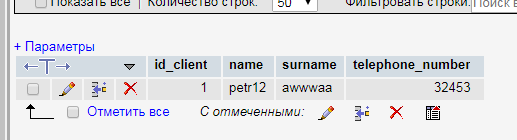 Показать все Количество строк: 50 Фильтровать строки: Поиск в
+ Параметры
id_client name surname telephone_number
1 petr12 awwwaa 32453
Отметить все С отмеченными: